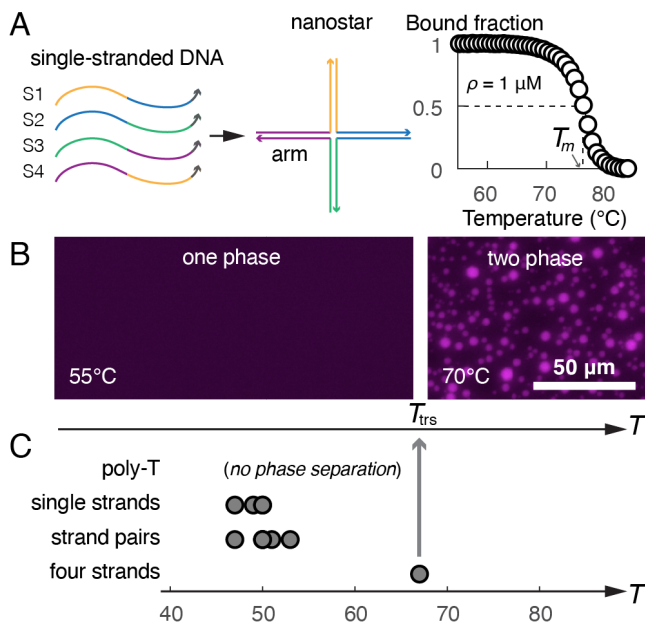 A
single-stranded DNA
S1
S2
S3
S4
nanostar
arm
Bound fraction
1
0.5
0
ρ = 1 μM
Tm
60 70 80
Temperature (°C)
B
one phase
55°C
two phase
70°C
50 μm
Ttrs
T
C
poly-T (no phase separation)
single strands
strand pairs
four strands
T
40 50 60 70 80